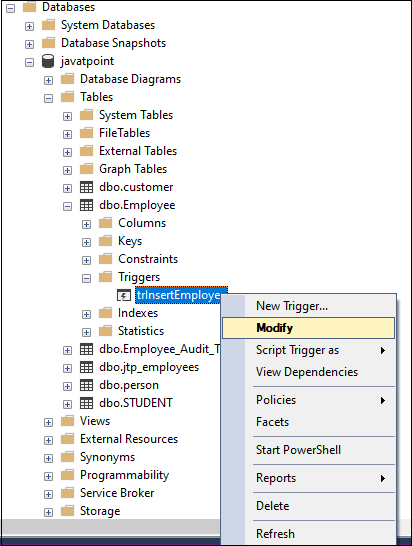 Databases
System Databases
Database Snapshots
javatpoint
Database Diagrams
Tables
System Tables
FileTables
External Tables
Graph Tables
dbo.customer
dbo.Employee
Columns
Keys
Constraints
Triggers
trInsertEmploye
Indexes
Statistics
dbo.Employee_Audit_T
dbo.jtp_employees
dbo.person
dbo.STUDENT
Views
External Resources
Synonyms
Programmability
Service Broker
Storage
New Trigger...
Modify
Script Trigger as
View Dependencies
Policies
Facets
Start PowerShell
Reports
Delete
Refresh